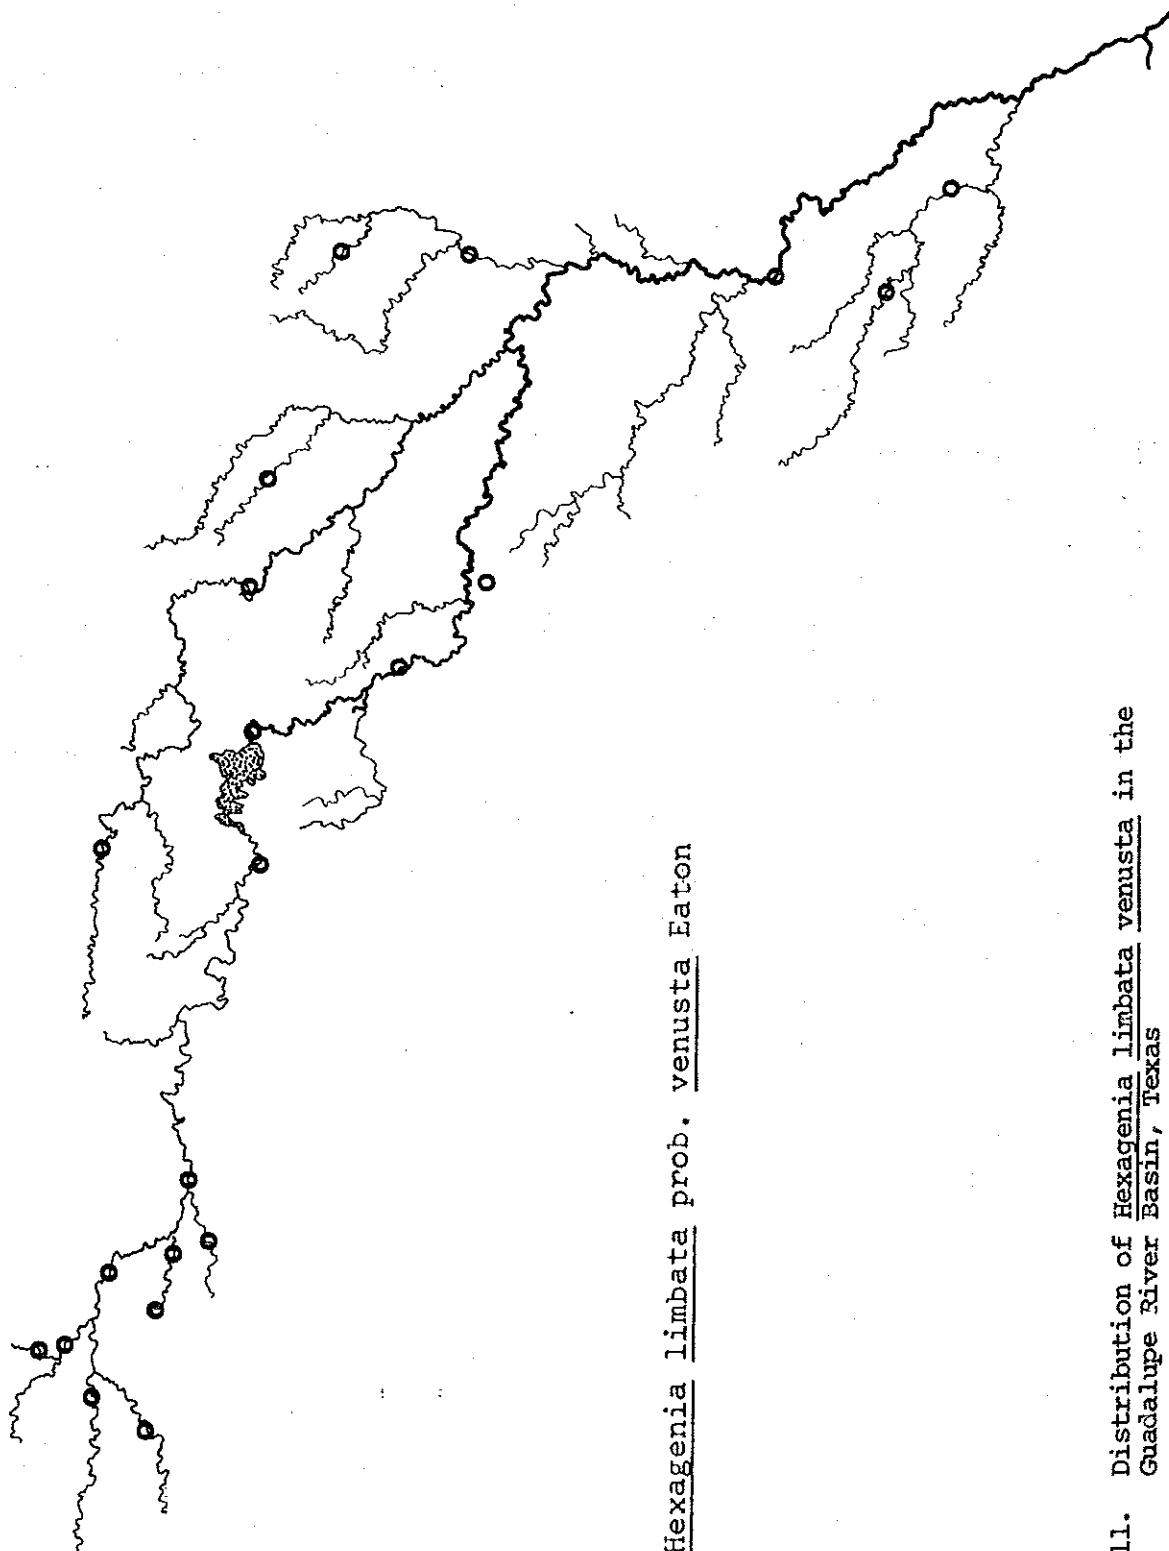 Hexagenia limbata prob. venusta Eaton
11. Distribution of Hexagenia limbata venusta in the
Guadalupe River Basin, Texas